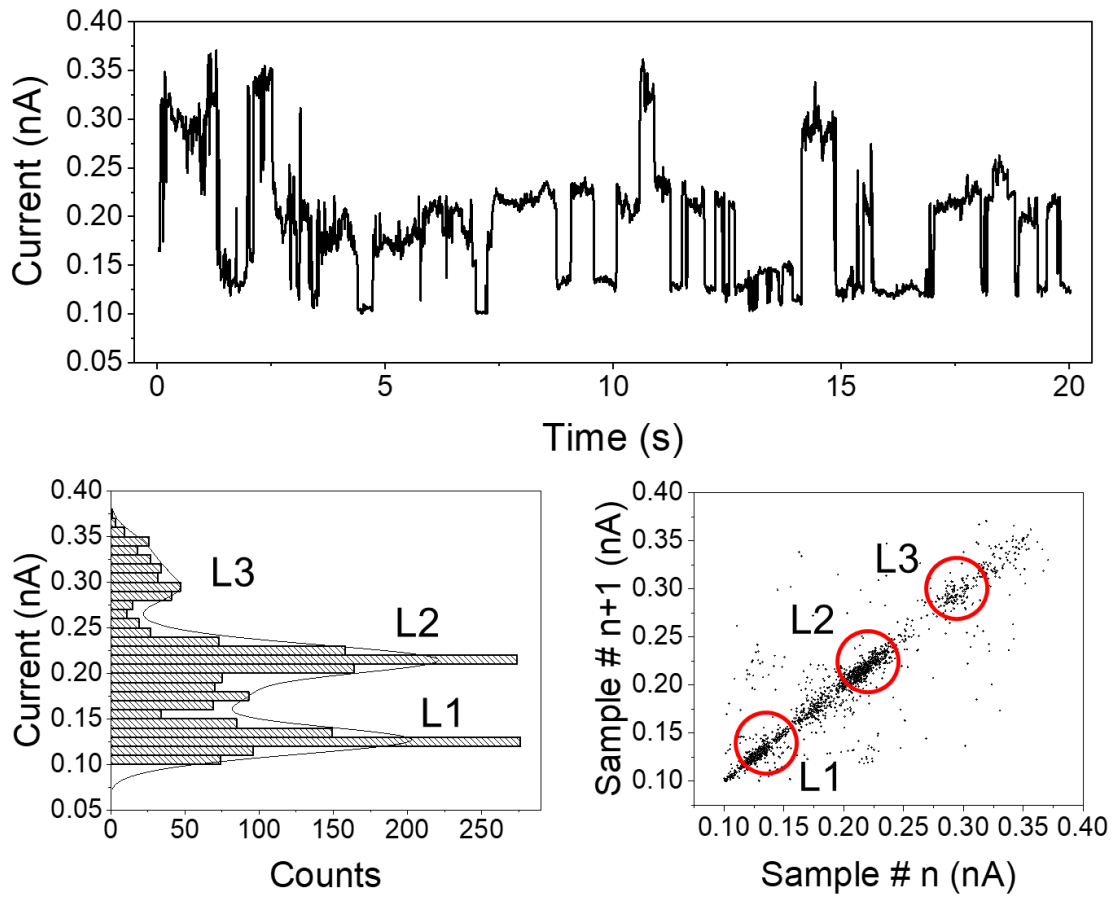 Current (nA)
0.40
0.35
0.30
0.25
0.20
0.15
0.10
0.05
0 5 10 15 20
Time (s)
Current (nA)
0.40
0.35
0.30
0.25
0.20
0.15
0.10
0.05
L3
L2
L1
0 50 100 150 200 250
Counts
Sample # n+1 (nA)
0.40
0.35
0.30
0.25
0.20
0.15
0.10
L3
L2
L1
0.10 0.15 0.20 0.25 0.30 0.35 0.40
Sample # n (nA)